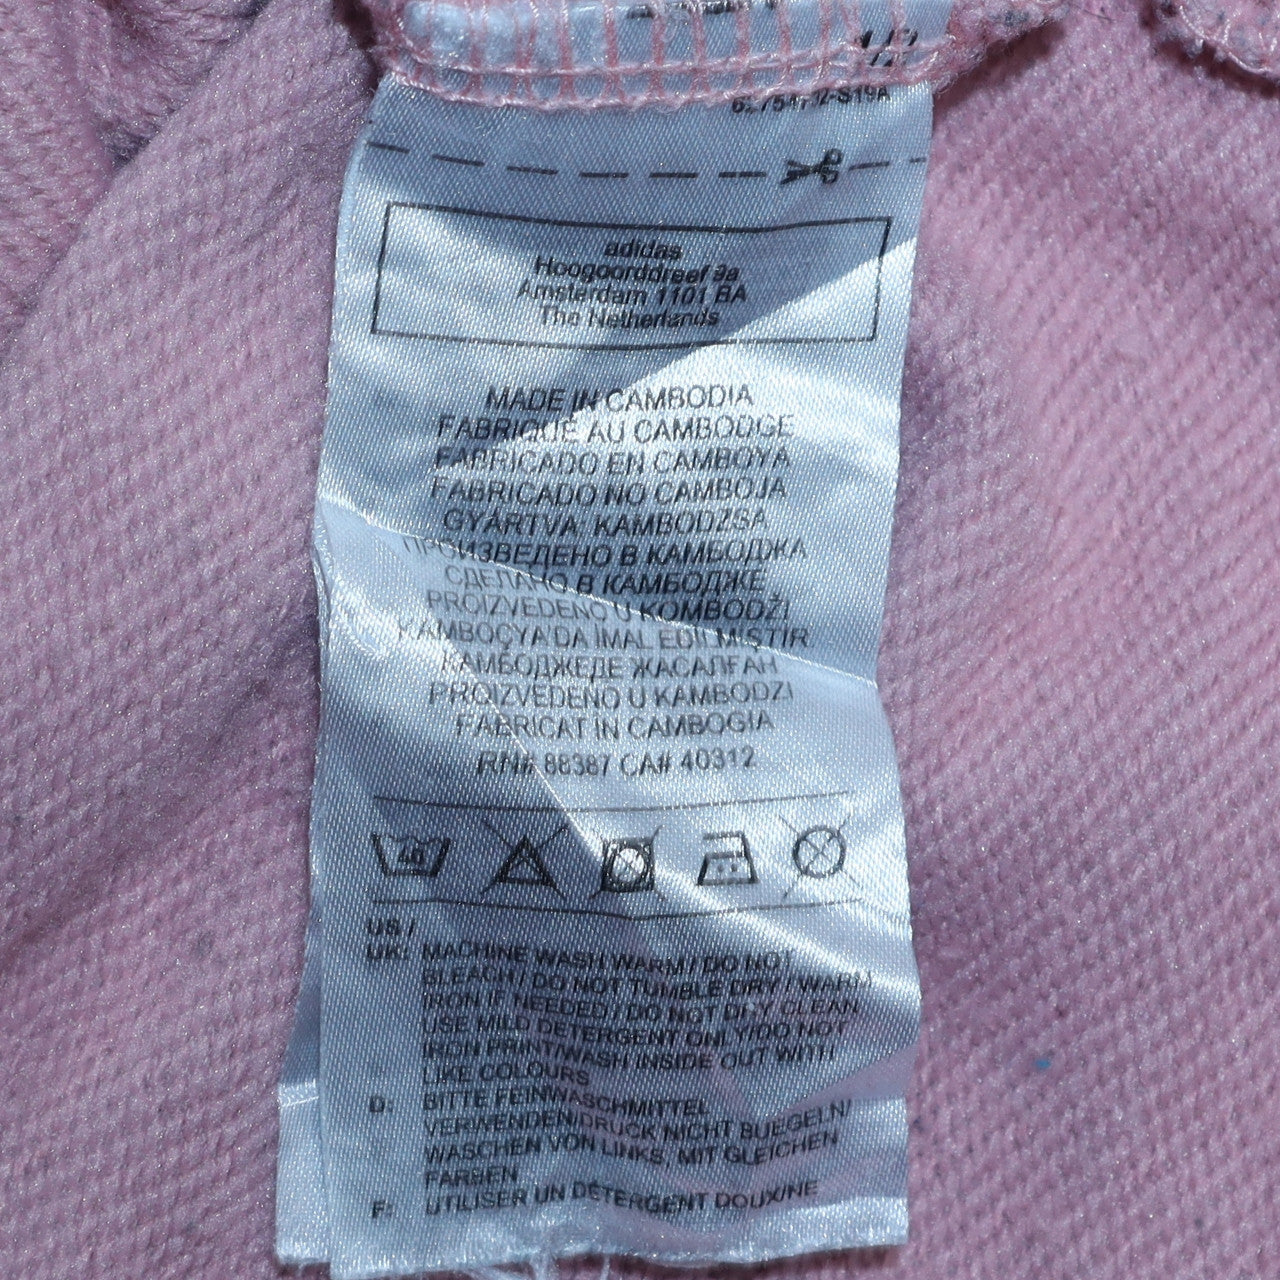 adidas
Hoogoorddreef 9a
Amsterdam 1101 BA
The Netherlands
MADE IN CAMBODIA
FABRIQUÉ AU CAMBODGE
FABRICADO EN CAMBOYA
FABRICADO NO CAMBOJA
GYÁRTVA: KAMBODZSA
ПРОИЗВЕДЕНО В КАМБОДЖА
СДЕЛАНО В КАМБОДЖЕ
PROIZVEDENO U KOMBODŽI
KAMBOÇYA'DA İMAL EDİLMİŞTİR
КАМБОДЖЕДЕ ЖАСАЛҒАН
PROIZVEDENO U KAMBODZI
FABRICAT IN CAMBOGIA
RN# 88387 CA# 40312
40
US /
UK: MACHINE WASH WARM / DO NOT
BLEACH / DO NOT TUMBLE DRY / WARM
IRON IF NEEDED / DO NOT DRY CLEAN
USE MILD DETERGENT ONLY/DO NOT
IRON PRINT/WASH INSIDE OUT WITH
LIKE COLOURS
D: BITTE FEINWASCHMITTEL
VERWENDEN/DRUCK NICHT BUEGELN/
WASCHEN VON LINKS, MIT GLEICHEN
FARBEN
F: UTILISER UN DÉTERGENT DOUX/NE